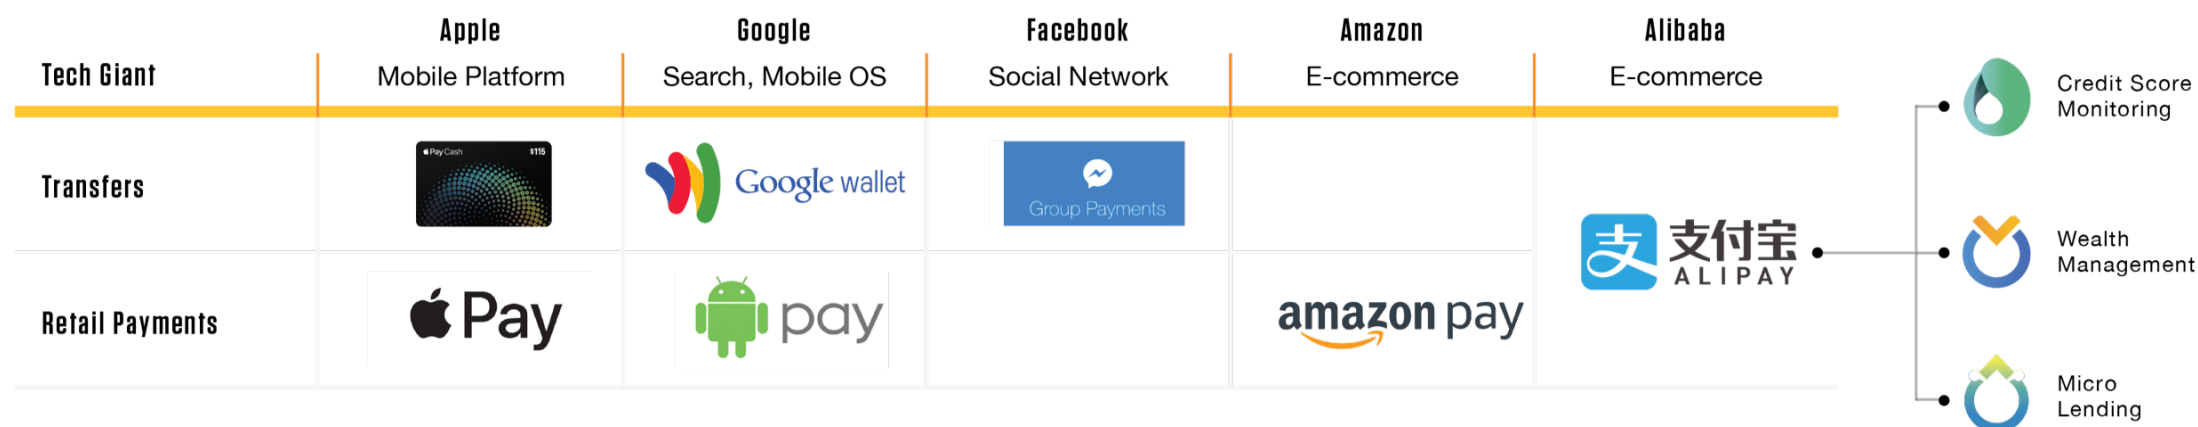 Apple
Google
Facebook
Amazon
Alibaba
Tech Giant
Mobile Platform
Search, Mobile OS
Social Network
E-commerce
E-commerce
Credit Score
Monitoring
Transfers
Pay Cash
$115
Google wallet
Group Payments
支
支付宝
ALIPAY
Wealth
Management
Retail Payments
Pay
pay
amazon pay
Micro
Lending